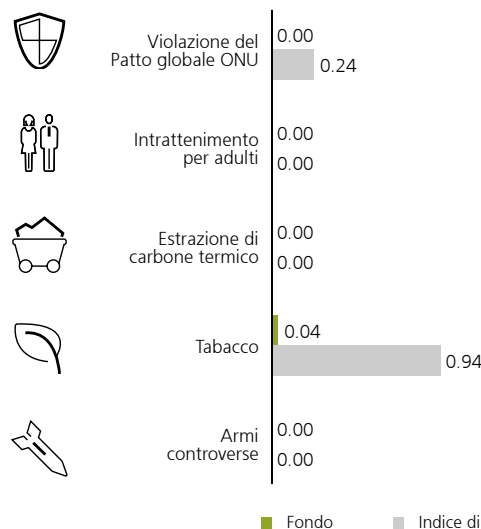 Violazione del
Patto globale ONU
0.00
0.24
Intrattenimento
per adulti
0.00
0.00
Estrazione di
carbone termico
0.00
0.00
Tabacco
0.04
0.94
Armi
controverse
0.00
0.00
Fondo
Indice di